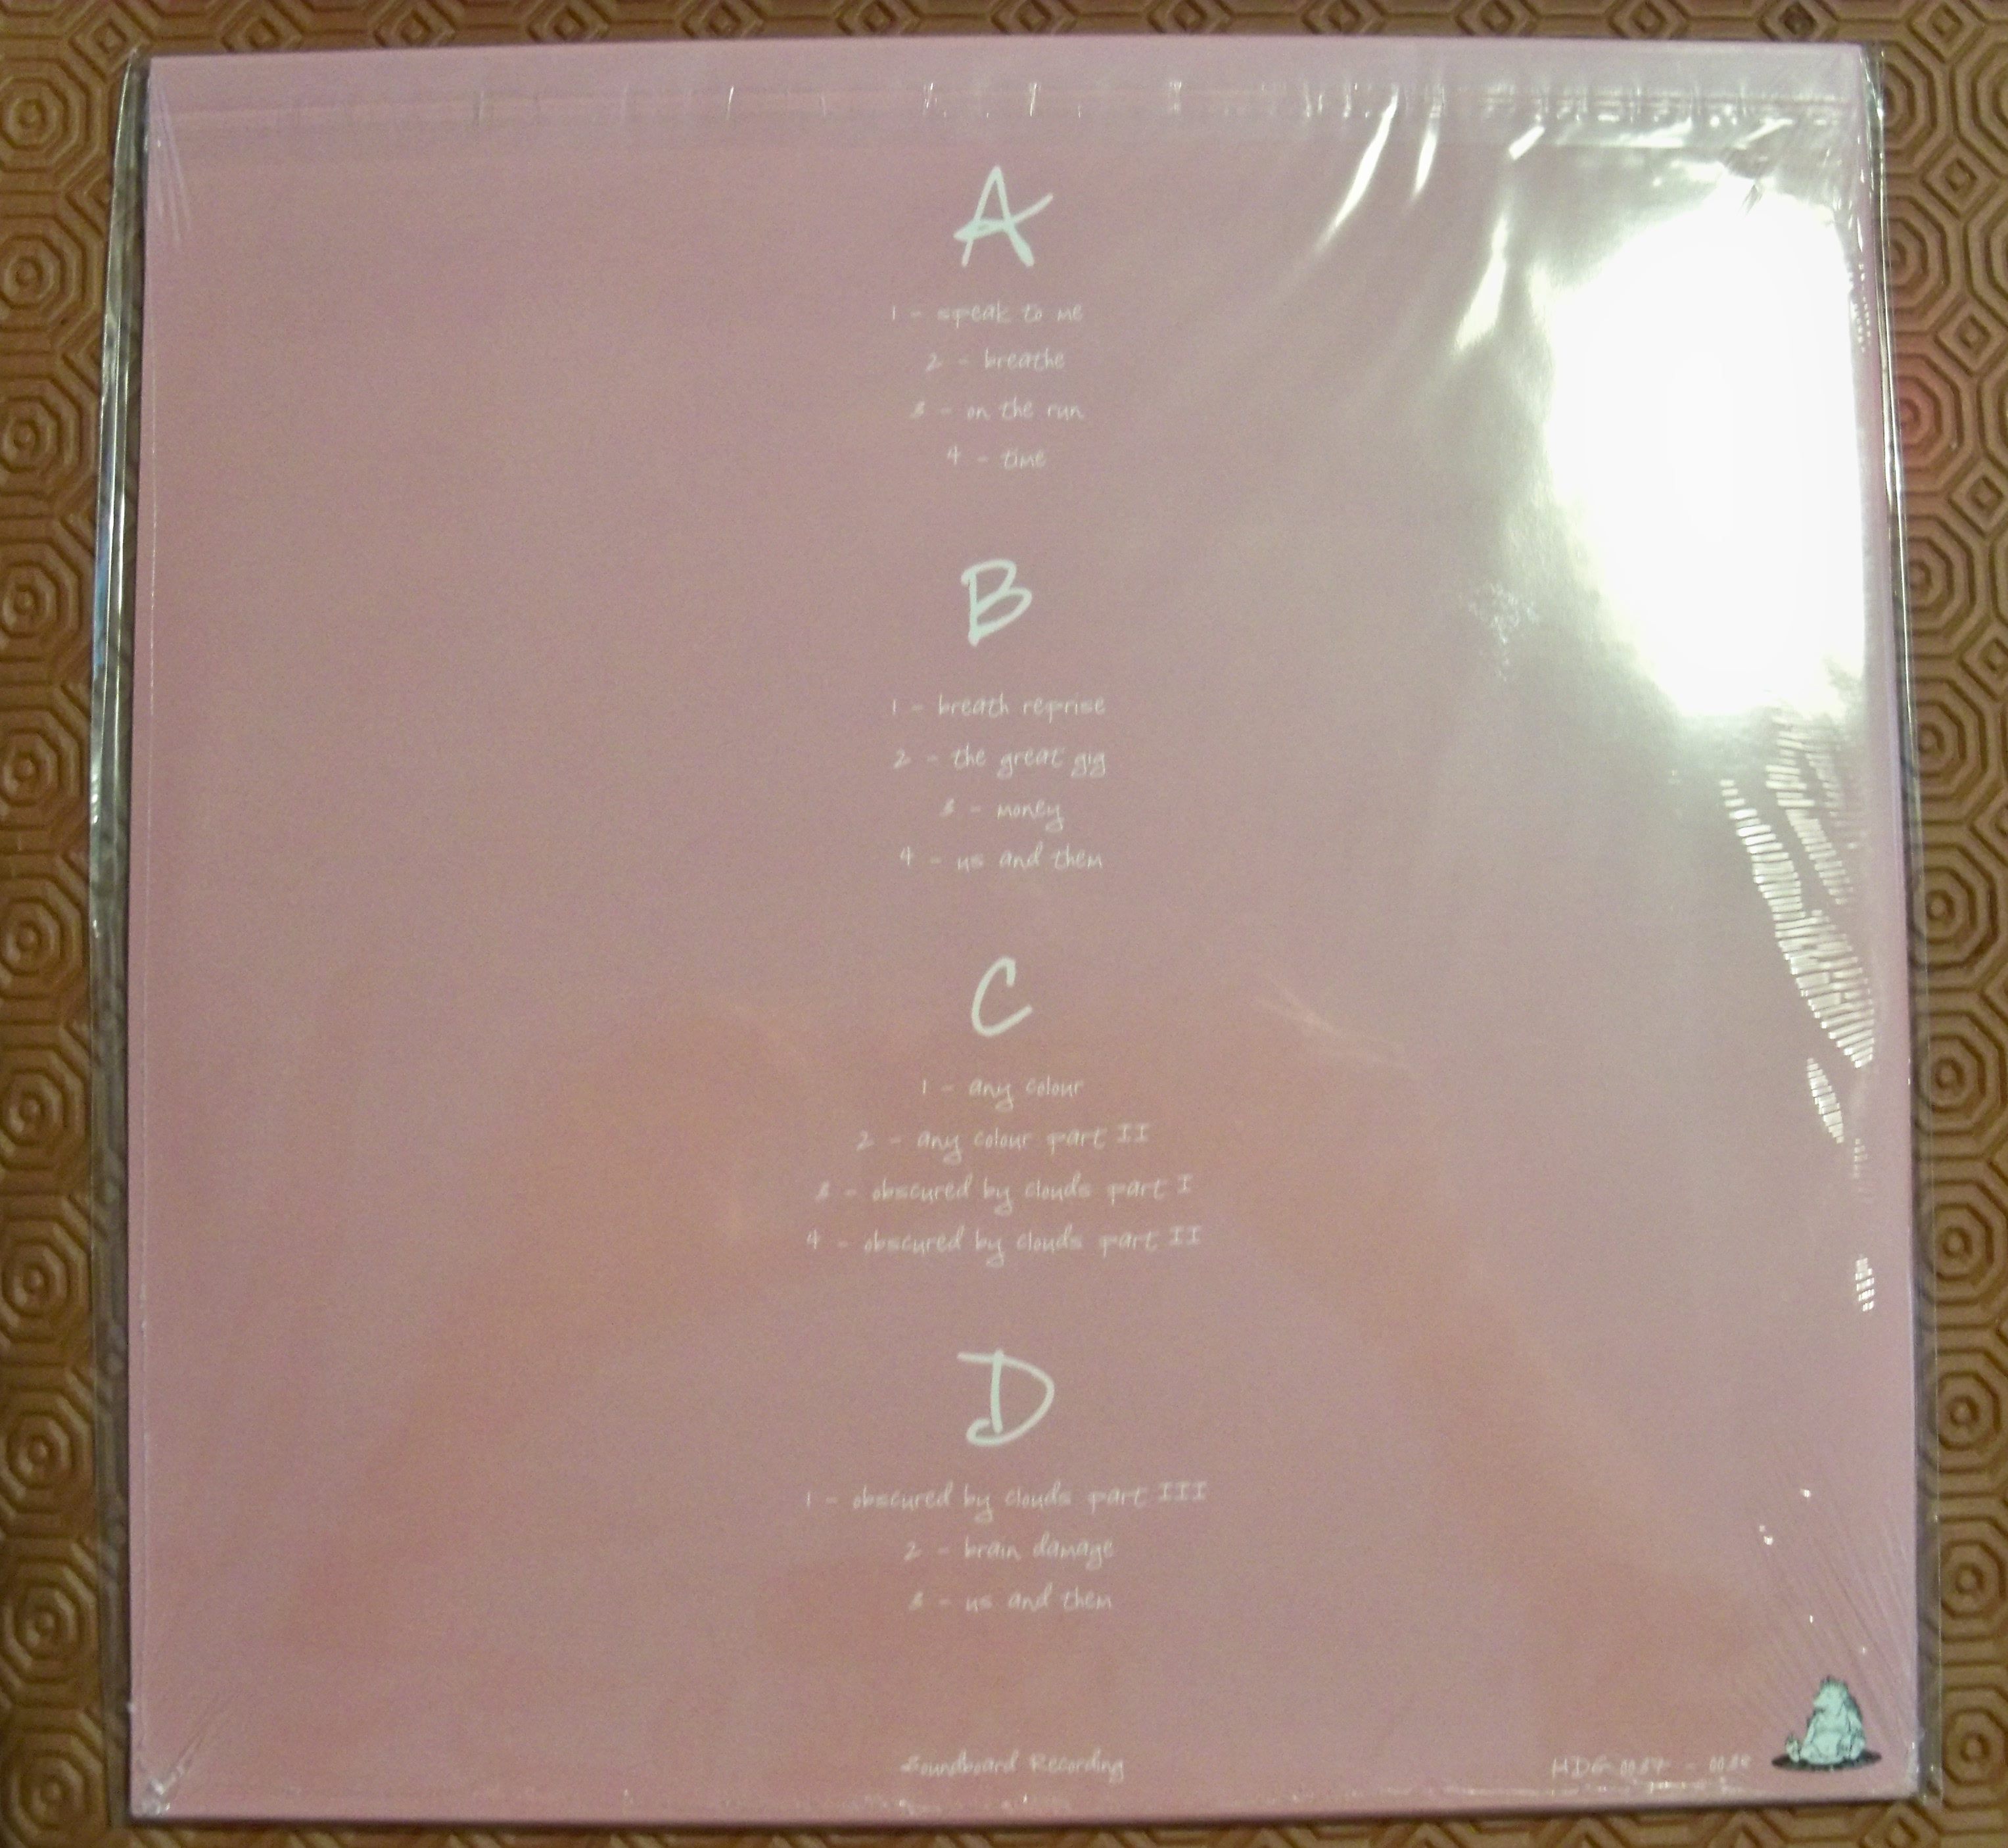 A
1 - speak to me
2 - breathe
3 - on the run
4 - time
B
1 - breath reprise
2 - the great gig
3 - money
4 - us and them
C
1 - any colour
2 - any colour part II
3 - obscured by clouds part I
4 - obscured by clouds part II
D
1 - obscured by clouds part III
2 - brain damage
3 - us and them
Soundboard Recording